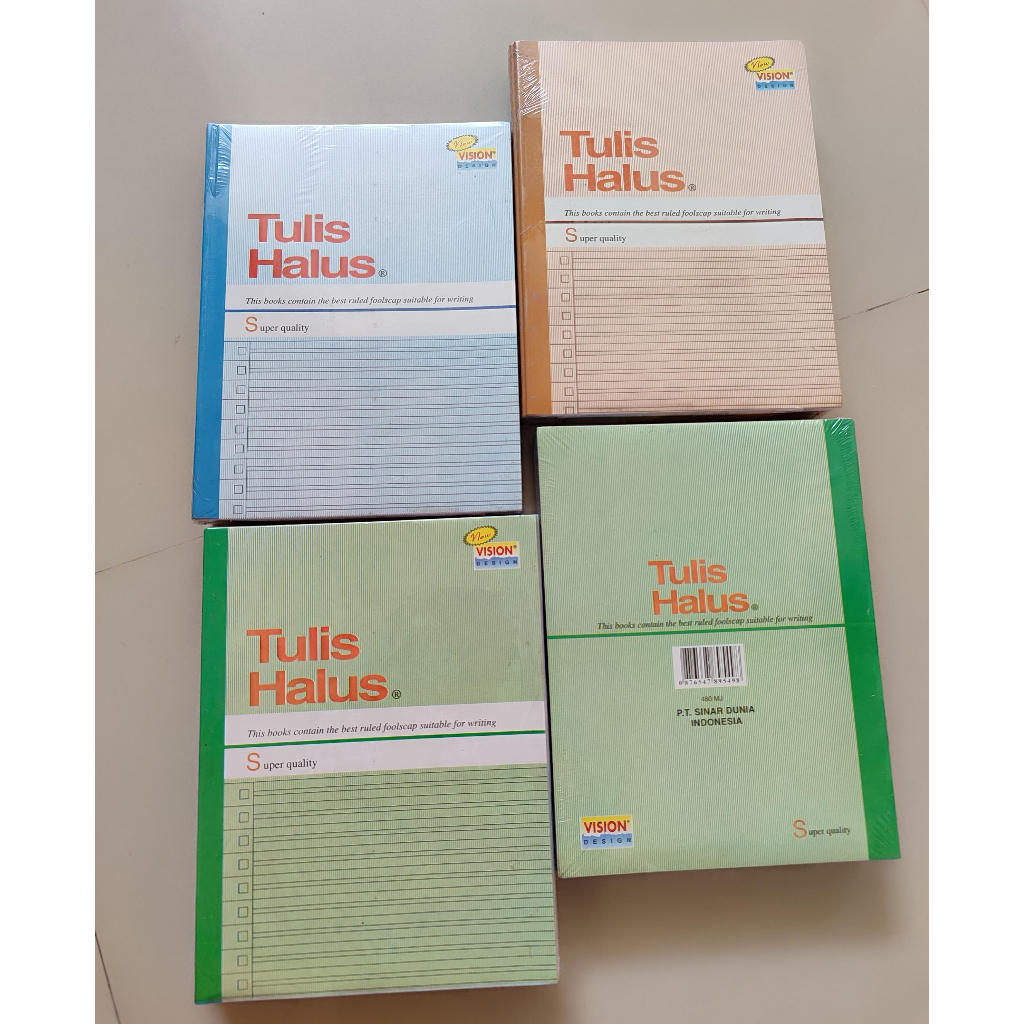 New
VISION®
DESIGN
Tulis
Halus®
This books contain the best ruled foolscap suitable for writing
Super quality
New
VISION®
DESIGN
Tulis
Halus®
This books contain the best ruled foolscap suitable for writing
Super quality
New
VISION®
DESIGN
Tulis
Halus®
This books contain the best ruled foolscap suitable for writing
Super quality
Tulis
Halus®
This books contain the best ruled foolscap suitable for writing
9876547895498
480 MJ
P.T. SINAR DUNIA
INDONESIA
VISION®
DESIGN
Super quality